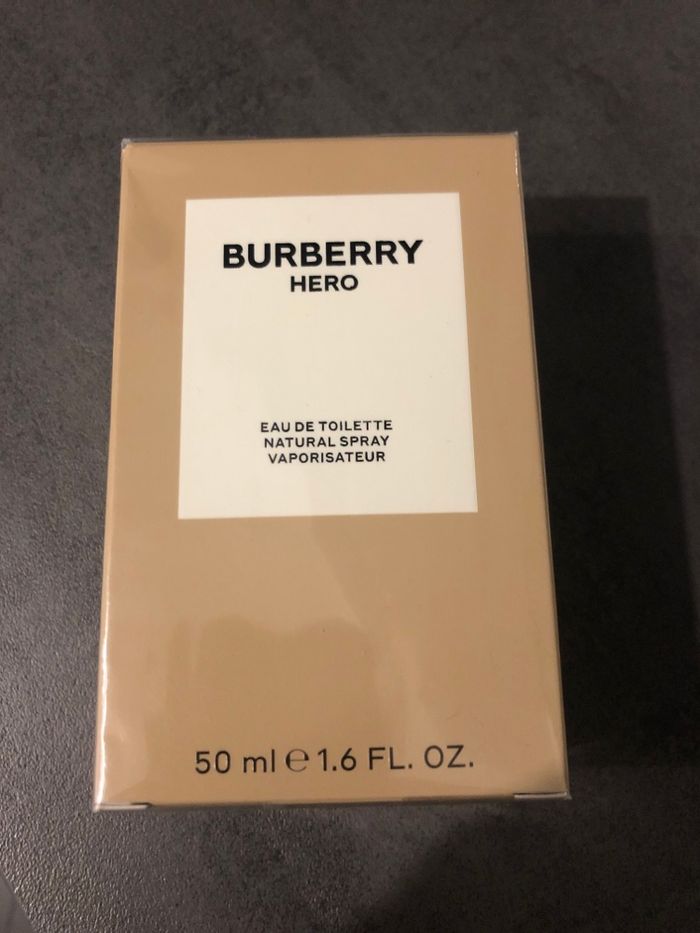 BURBERRY
HERO
EAU DE TOILETTE
NATURAL SPRAY
VAPORISATEUR
50 ml ℮ 1.6 FL. OZ.